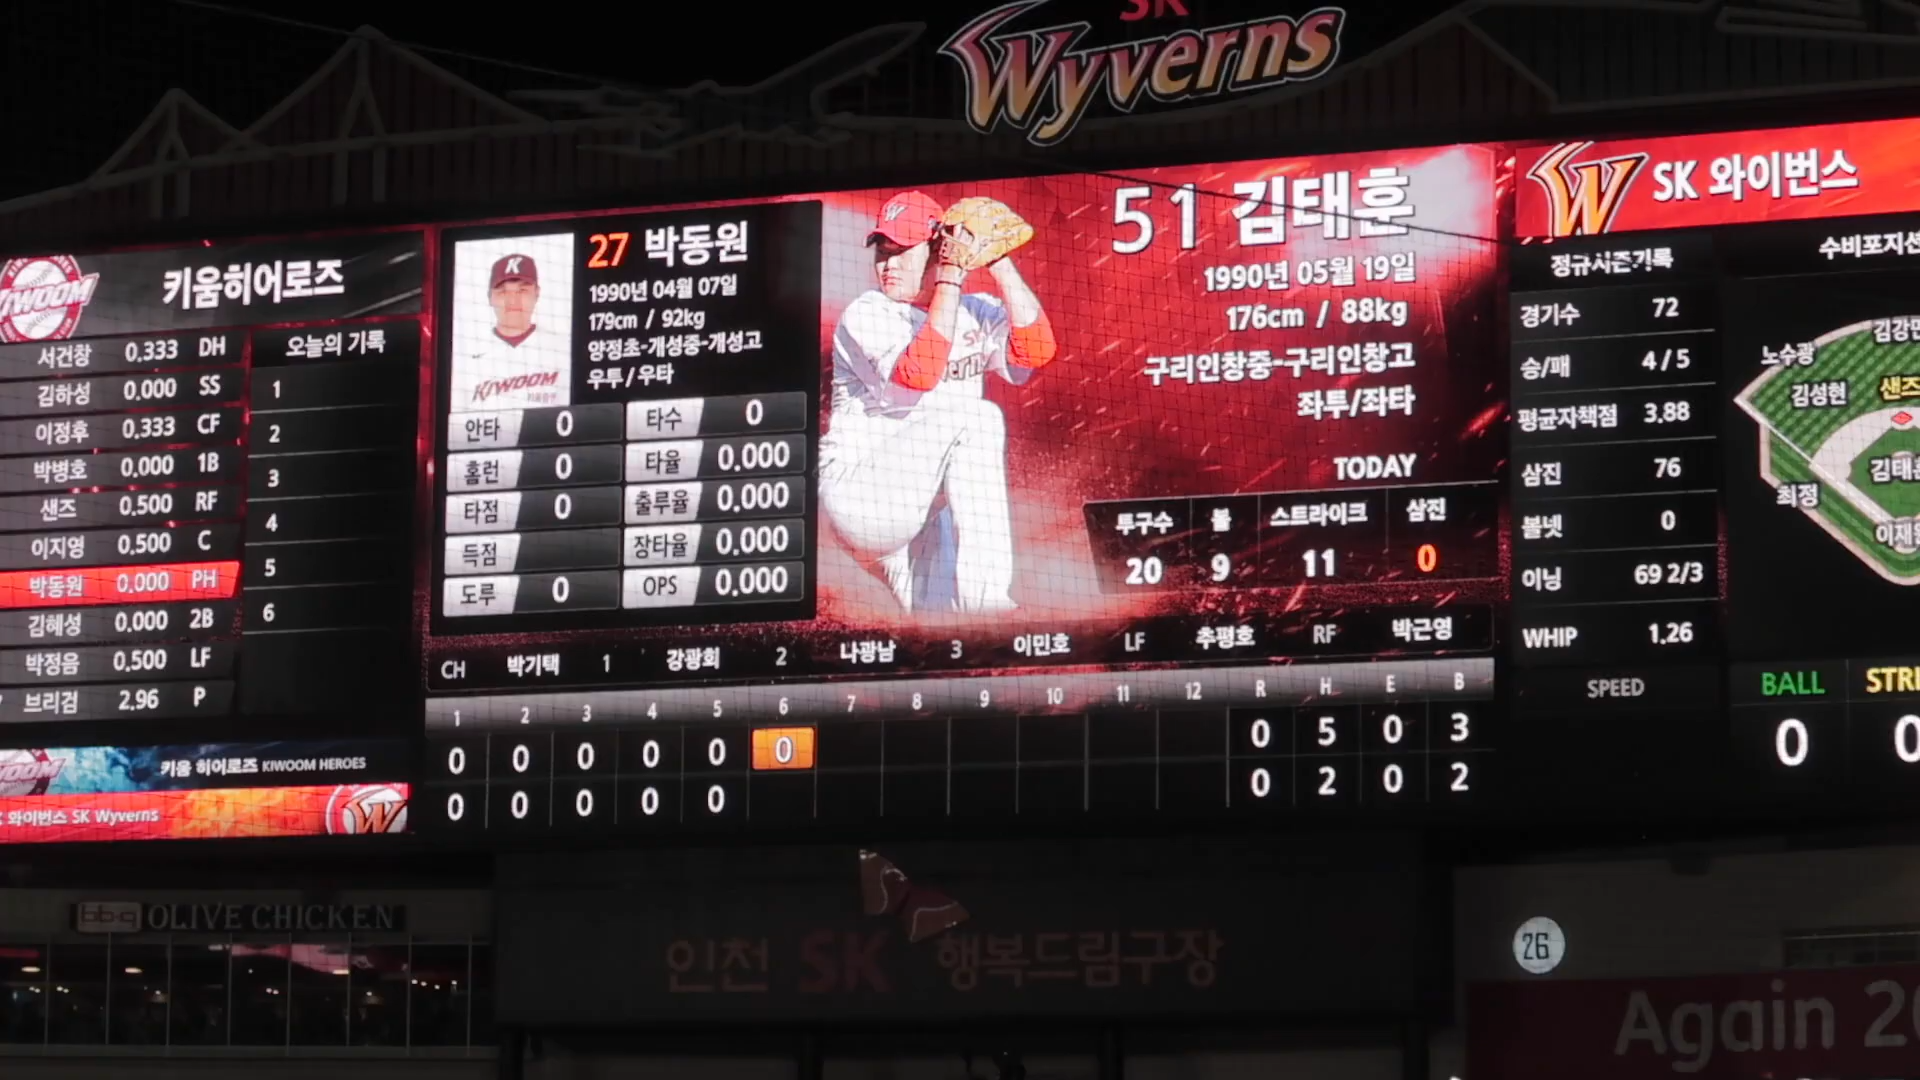 SK
Wyverns
KIWOOM
키움히어로즈
서건창 0.333 DH
김하성 0.000 SS
이정후 0.333 CF
박병호 0.000 1B
샌즈 0.500 RF
이지영 0.500 C
박동원 0.000 PH
김혜성 0.000 2B
박정음 0.500 LF
브리검 2.96 P
오늘의 기록
1
2
3
4
5
6
키움 히어로즈 KIWOOM HEROES
와이번스 SK Wyverns
K
KIWOOM
27 박동원
1990년 04월 07일
179cm / 92kg
양정초-개성중-개성고
우투/우타
안타 0 타수 0
홈런 0 타율 0.000
타점 0 출루율 0.000
득점 장타율 0.000
도루 0 OPS 0.000
51 김태훈
1990년 05월 19일
176cm / 88kg
구리인창중-구리인창고
좌투/좌타
TODAY
투구수 볼 스트라이크 삼진
20 9 11 0
CH 박기택 1 강광회 2 나광남 3 이민호 LF 추평호 RF 박근영
1 2 3 4 5 6 7 8 9 10 11 12 R H E B
0 0 0 0 0 0 0 5 0 3
0 0 0 0 0 0 2 0 2
W SK 와이번스
정규시즌기록
경기수 72
승/패 4 / 5
평균자책점 3.88
삼진 76
볼넷 0
이닝 69 2/3
WHIP 1.26
SPEED
수비포지션
노수광
김성현
샌즈
최정
BALL
0
bb.q OLIVE CHICKEN
인천 SK 행복드림구장
26
Again